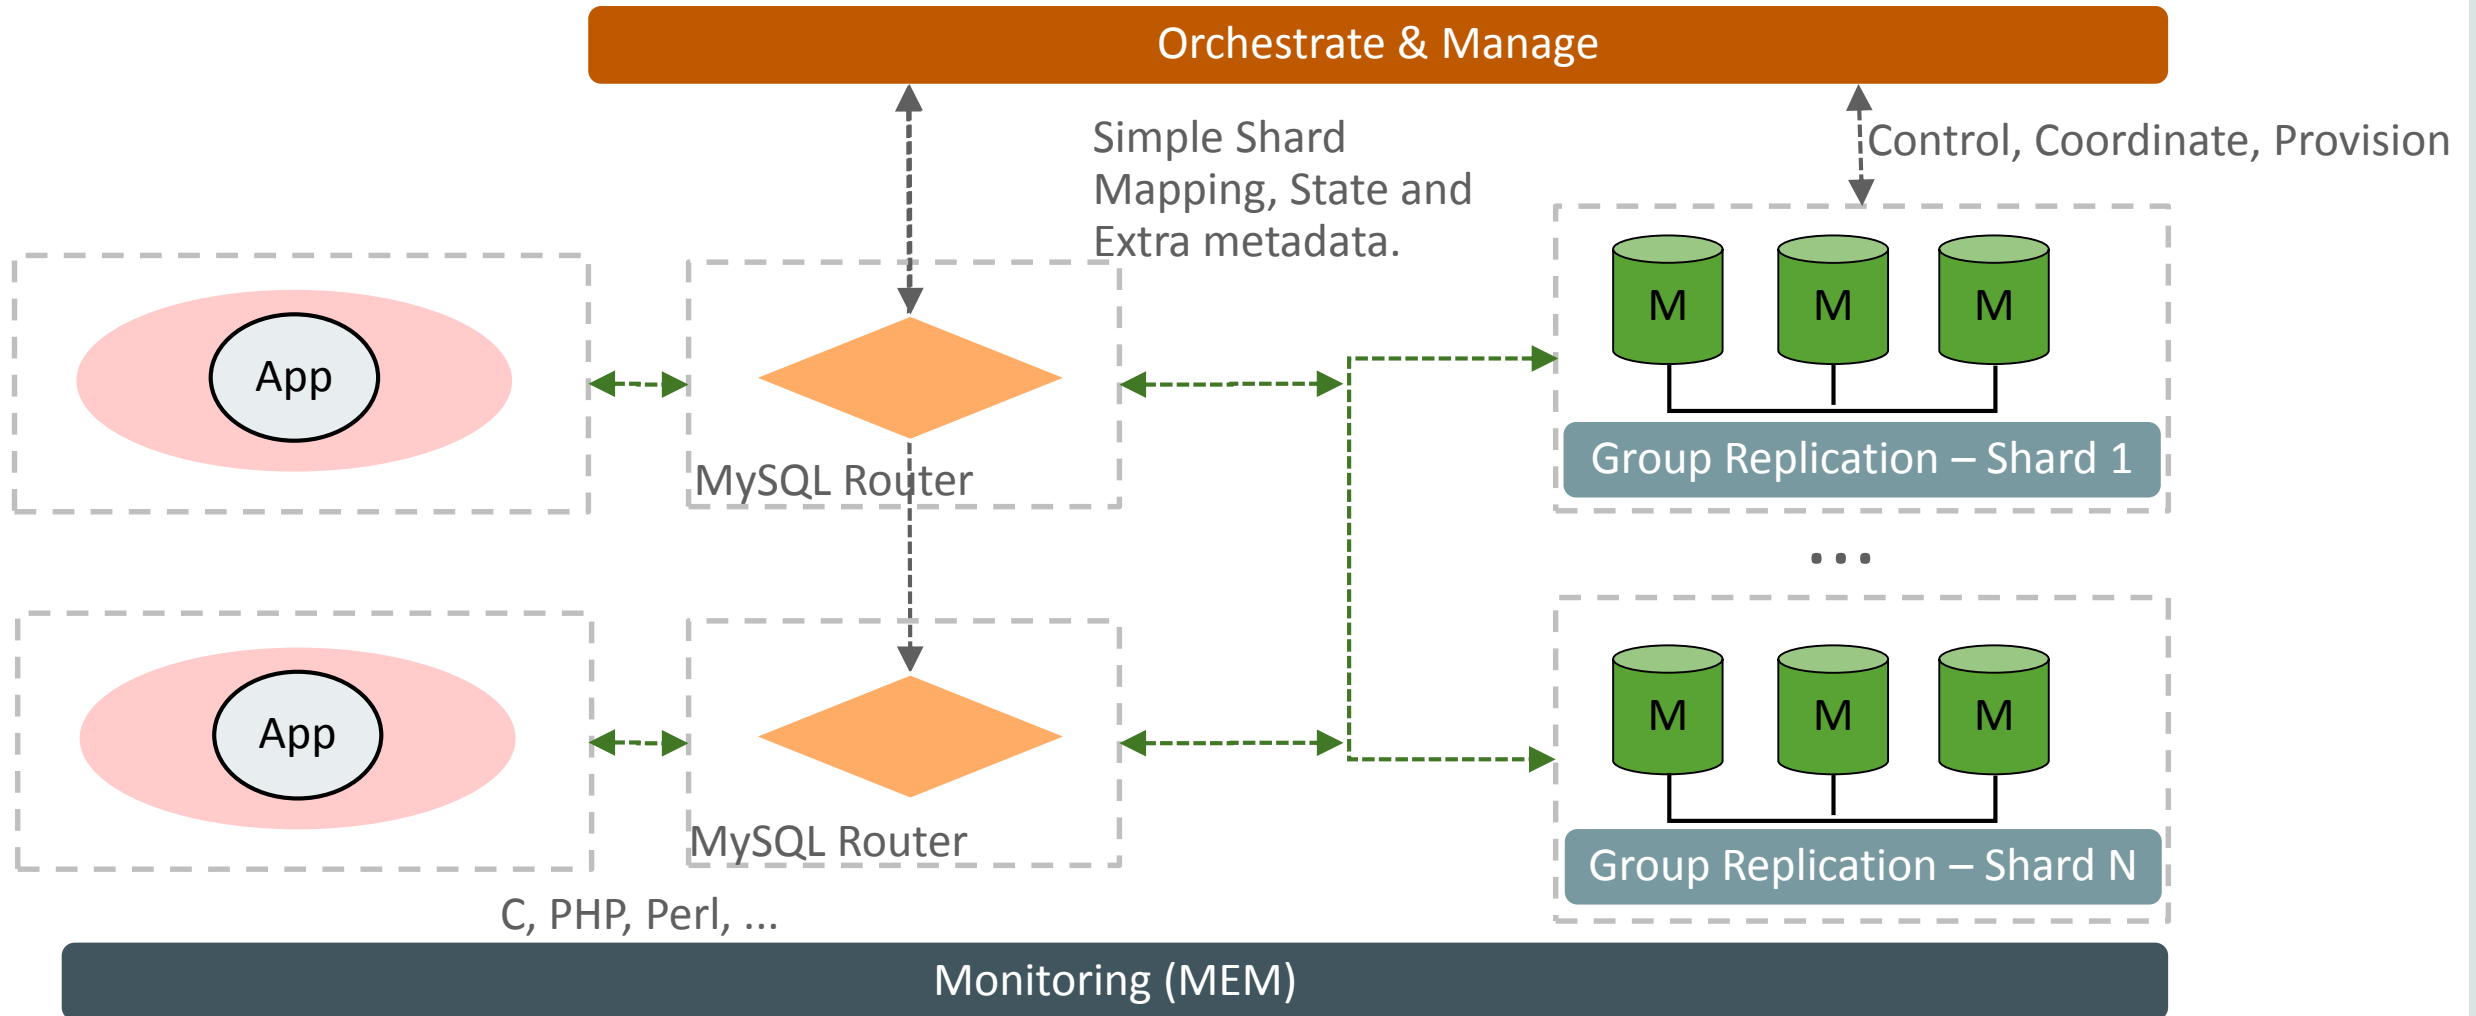 Orchestrate & Manage
Simple Shard
Mapping, State and
Extra metadata.
Control, Coordinate, Provision
App
MySQL Router
M
M
M
Group Replication – Shard 1
...
App
MySQL Router
M
M
M
Group Replication – Shard N
C, PHP, Perl, ...
Monitoring (MEM)